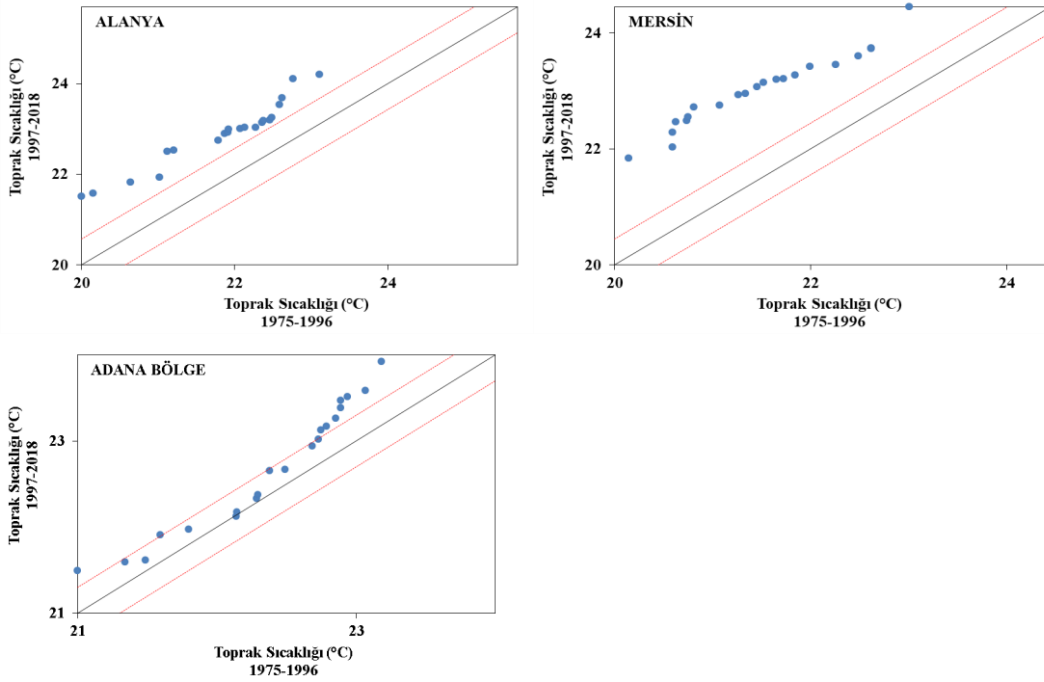 ALANYA
Toprak Sıcaklığı (°C)
1997-2018
24
22
20
20
22
24
Toprak Sıcaklığı (°C)
1975-1996
MERSİN
Toprak Sıcaklığı (°C)
1997-2018
24
22
20
20
22
24
Toprak Sıcaklığı (°C)
1975-1996
ADANA BÖLGE
Toprak Sıcaklığı (°C)
1997-2018
23
21
21
23
Toprak Sıcaklığı (°C)
1975-1996